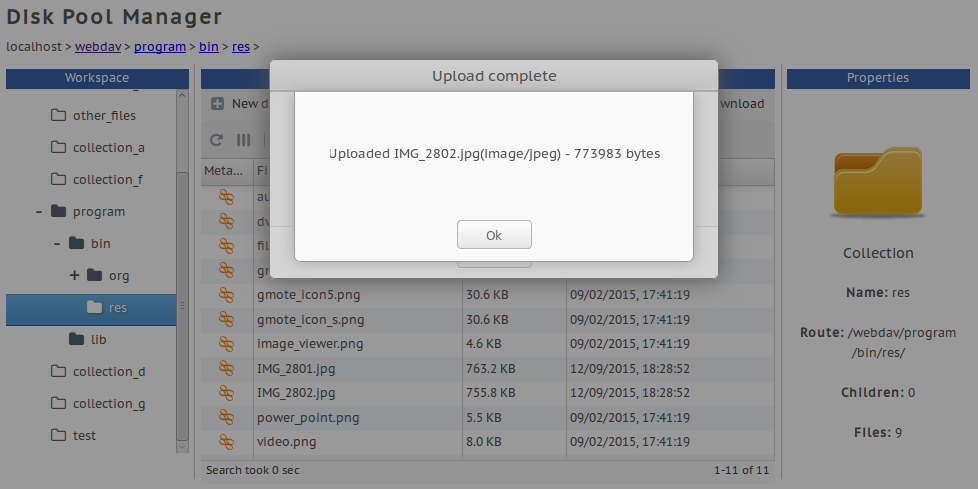 Disk Pool Manager
localhost > webdav > program > bin > res >
Workspace
other_files
collection_a
collection_f
- program
- bin
+ org
res
lib
collection_d
collection_g
test
New d
wnload
Meta... Fi
au
dv
fil
gr
gmote_icon5.png 30.6 KB 09/02/2015, 17:41:19
gmote_icon_s.png 30.6 KB 09/02/2015, 17:41:19
image_viewer.png 4.6 KB 09/02/2015, 17:41:19
IMG_2801.jpg 763.2 KB 12/09/2015, 18:28:52
IMG_2802.jpg 755.8 KB 12/09/2015, 18:28:52
power_point.png 5.5 KB 09/02/2015, 17:41:19
video.png 8.0 KB 09/02/2015, 17:41:19
Search took 0 sec 1-11 of 11
Upload complete
Uploaded IMG_2802.jpg(image/jpeg) - 773983 bytes
Ok
Properties
Collection
Name: res
Route: /webdav/program
/bin/res/
Children: 0
Files: 9